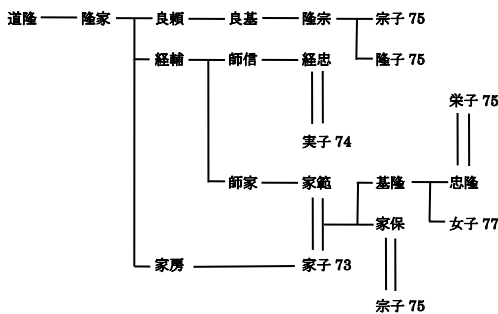 道隆 隆家 良頼 良基 隆宗 宗子 75
経輔 師信 経忠 隆子 75
栄子 75
実子 74
師家 家範 基隆 忠隆
家保 女子 77
家房 家子 73
宗子 75